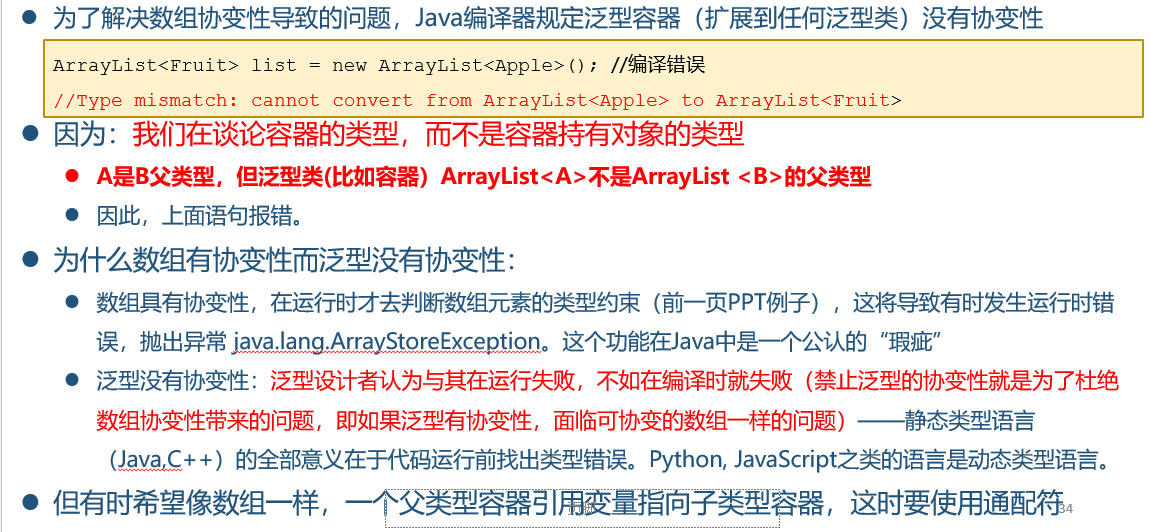 为了解决数组协变性导致的问题，Java编译器规定泛型容器（扩展到任何泛型类）没有协变性
ArrayList<Fruit> list = new ArrayList<Apple>(); //编译错误
//Type mismatch: cannot convert from ArrayList<Apple> to ArrayList<Fruit>
因为：我们在谈论容器的类型，而不是容器持有对象的类型
A是B父类型，但泛型类(比如容器）ArrayList<A>不是ArrayList <B>的父类型
因此，上面语句报错。
为什么数组有协变性而泛型没有协变性：
数组具有协变性，在运行时才去判断数组元素的类型约束（前一页PPT例子），这将导致有时发生运行时错
误，抛出异常 java.lang.ArrayStoreException。这个功能在Java中是一个公认的“瑕疵”
泛型没有协变性：泛型设计者认为与其在运行失败，不如在编译时就失败（禁止泛型的协变性就是为了杜绝
数组协变性带来的问题，即如果泛型有协变性，面临可协变的数组一样的问题）——静态类型语言
（Java,C++）的全部意义在于代码运行前找出类型错误。Python, JavaScript之类的语言是动态类型语言。
但有时希望像数组一样，一个父类型容器引用变量指向子类型容器，这时要使用通配符
34